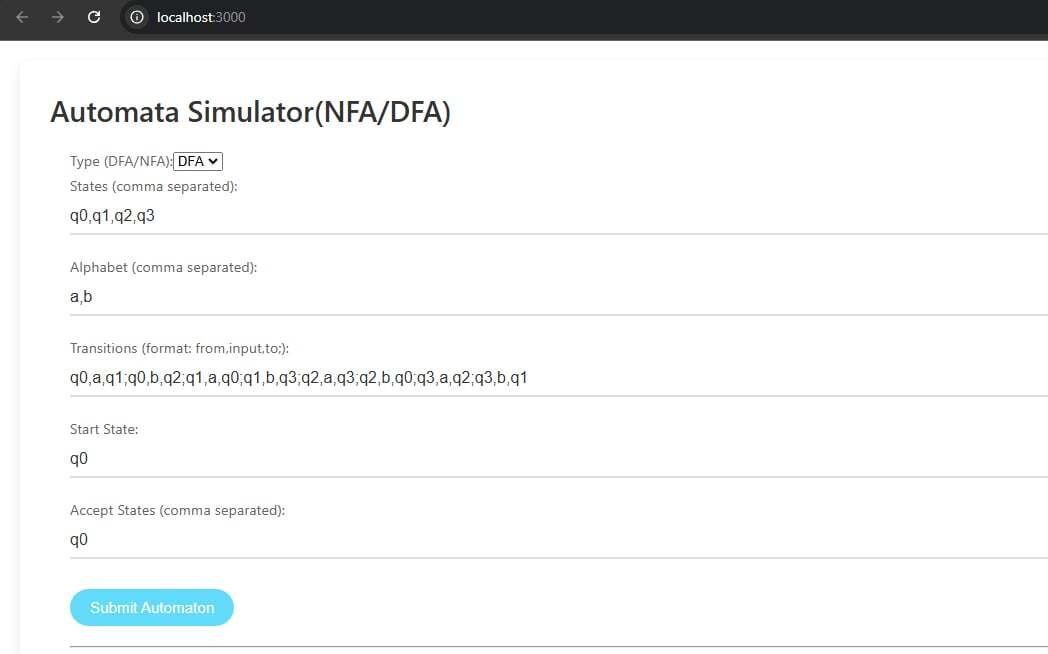 localhost:3000
Automata Simulator(NFA/DFA)
Type (DFA/NFA): DFA
States (comma separated):
q0,q1,q2,q3
Alphabet (comma separated):
a,b
Transitions (format: from,input,to;):
q0,a,q1;q0,b,q2;q1,a,q0;q1,b,q3;q2,a,q3;q2,b,q0;q3,a,q2;q3,b,q1
Start State:
q0
Accept States (comma separated):
q0
Submit Automaton